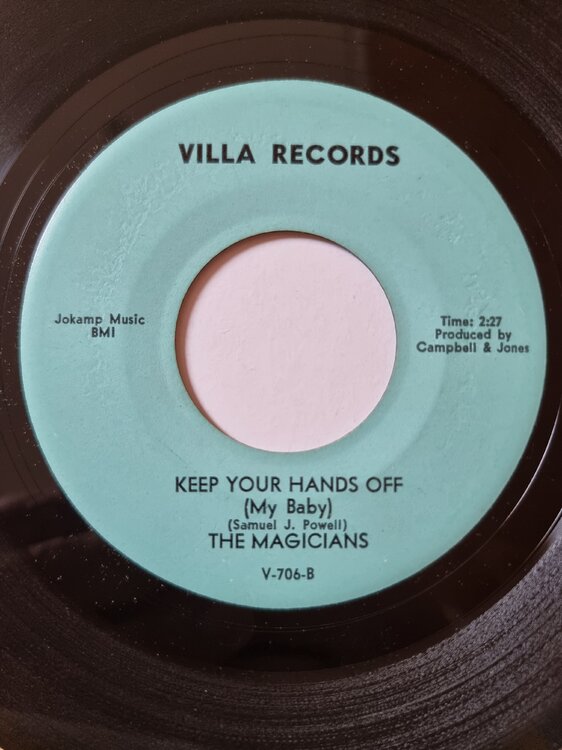 VILLA RECORDS
Jokamp Music
BMI
Time: 2:27
Produced by
Campbell & Jones
KEEP YOUR HANDS OFF
(My Baby)
(Samuel J. Powell)
THE MAGICIANS
V-706-B